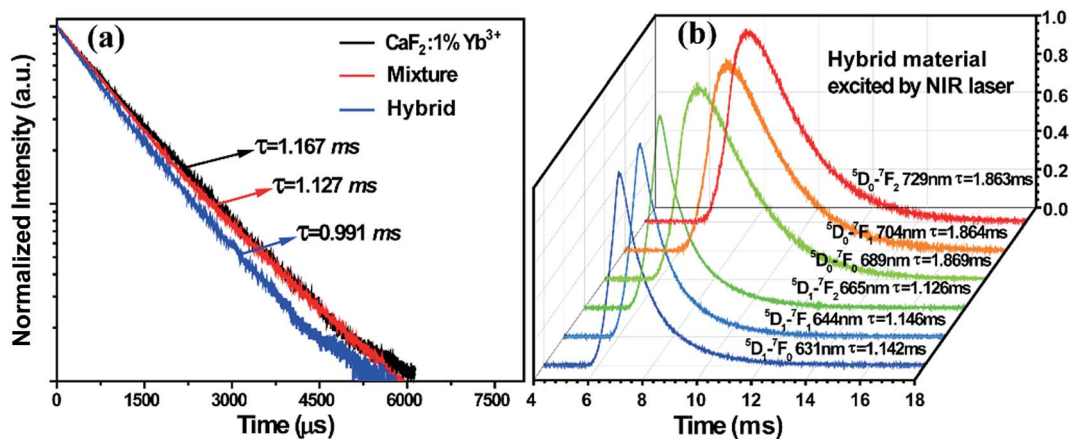 (a)
CaF₂:1% Yb³⁺
Mixture
Hybrid
τ=1.167 ms
τ=1.127 ms
τ=0.991 ms
Normalized Intensity (a.u.)
0 1500 3000 4500 6000 7500
Time (μs)
(b)
Hybrid material
excited by NIR laser
1.0
0.8
0.6
0.4
0.2
0.0
⁵D₀-⁷F₂ 729nm τ=1.863ms
⁵D₀-⁷F₁ 704nm τ=1.864ms
⁵D₀-⁷F₀ 689nm τ=1.869ms
⁵D₁-⁷F₂ 665nm τ=1.126ms
⁵D₁-⁷F₁ 644nm τ=1.146ms
⁵D₁-⁷F₀ 631nm τ=1.142ms
4 6 8 10 12 14 16 18
Time (ms)